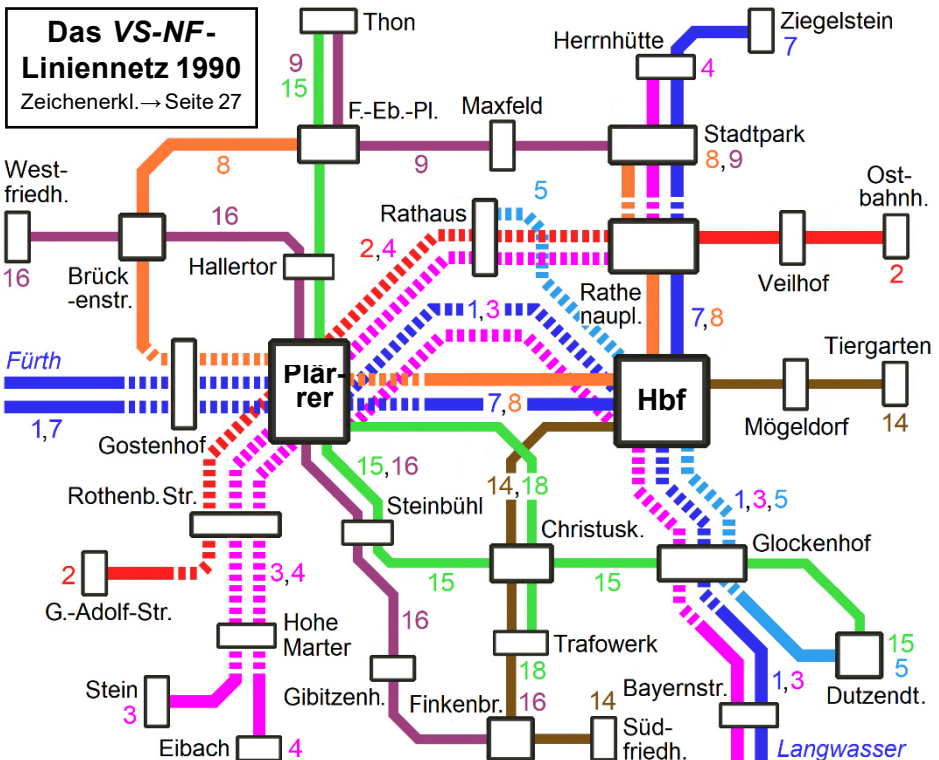 Das VS-NF-
Liniennetz 1990
Zeichenerkl.→ Seite 27
Thon
9
15
Herrnhütte
4
Ziegelstein
7
F.-Eb.-Pl.
Maxfeld
Stadtpark
8,9
8
9
West-
friedh.
16
16
Brück
-enstr.
Hallertor
Rathaus
5
2,4
Rathe
naupl.
Ost-
bahnh.
Veilhof
2
1,3
7,8
Fürth
1,7
Gostenhof
Plär-
rer
7,8
Hbf
Tiergarten
Mögeldorf
14
Rothenb.Str.
15,16
14,18
1,3,5
Steinbühl
Christusk.
Glockenhof
2
G.-Adolf-Str.
3,4
15
15
16
Hohe
Marter
Trafowerk
18
15
5
Dutzendt.
Stein
3
Gibitzenh.
Finkenbr.
16
14
Bayernstr.
1,3
Eibach
4
Süd-
friedh.
Langwasser